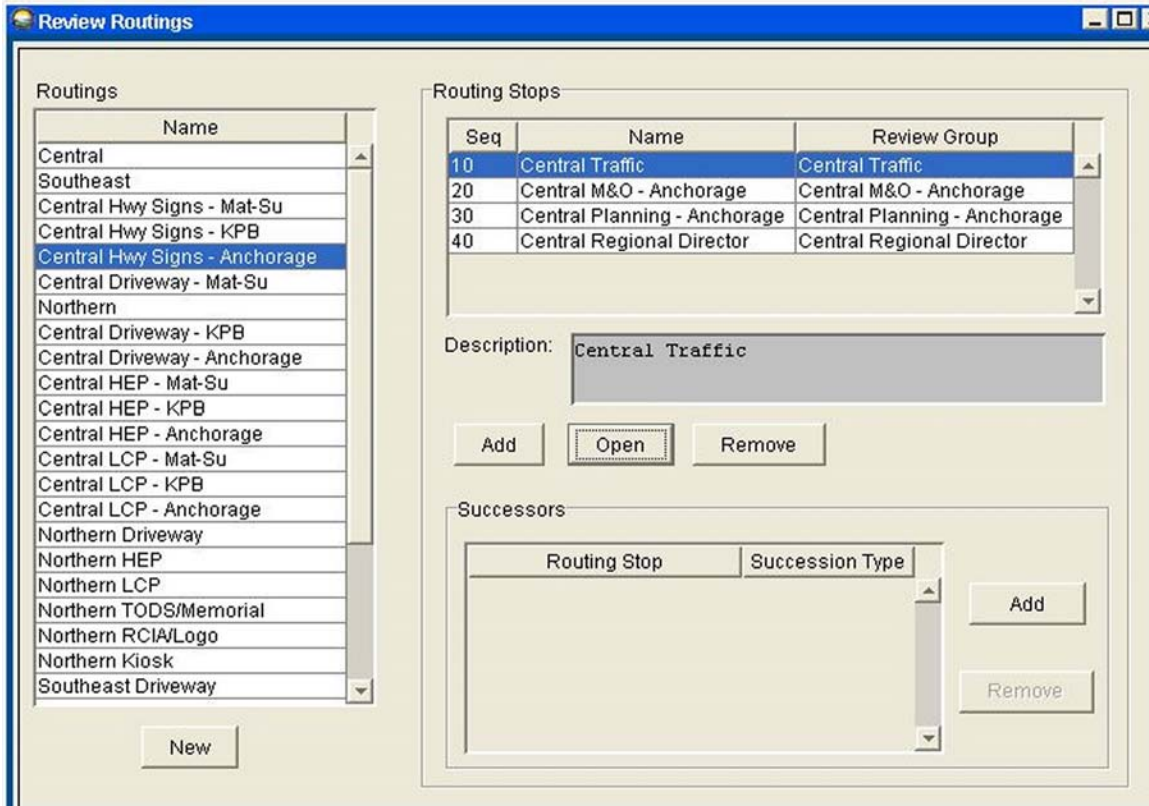 Review Routings
Routings
Name
Central
Southeast
Central Hwy Signs - Mat-Su
Central Hwy Signs - KPB
Central Hwy Signs - Anchorage
Central Driveway - Mat-Su
Northern
Central Driveway - KPB
Central Driveway - Anchorage
Central HEP - Mat-Su
Central HEP - KPB
Central HEP - Anchorage
Central LCP - Mat-Su
Central LCP - KPB
Central LCP - Anchorage
Northern Driveway
Northern HEP
Northern LCP
Northern TODS/Memorial
Northern RCIA/Logo
Northern Kiosk
Southeast Driveway
New
Routing Stops
Seq Name Review Group
10 Central Traffic Central Traffic
20 Central M&O - Anchorage Central M&O - Anchorage
30 Central Planning - Anchorage Central Planning - Anchorage
40 Central Regional Director Central Regional Director
Description: Central Traffic
Add Open Remove
Successors
Routing Stop Succession Type
Add
Remove